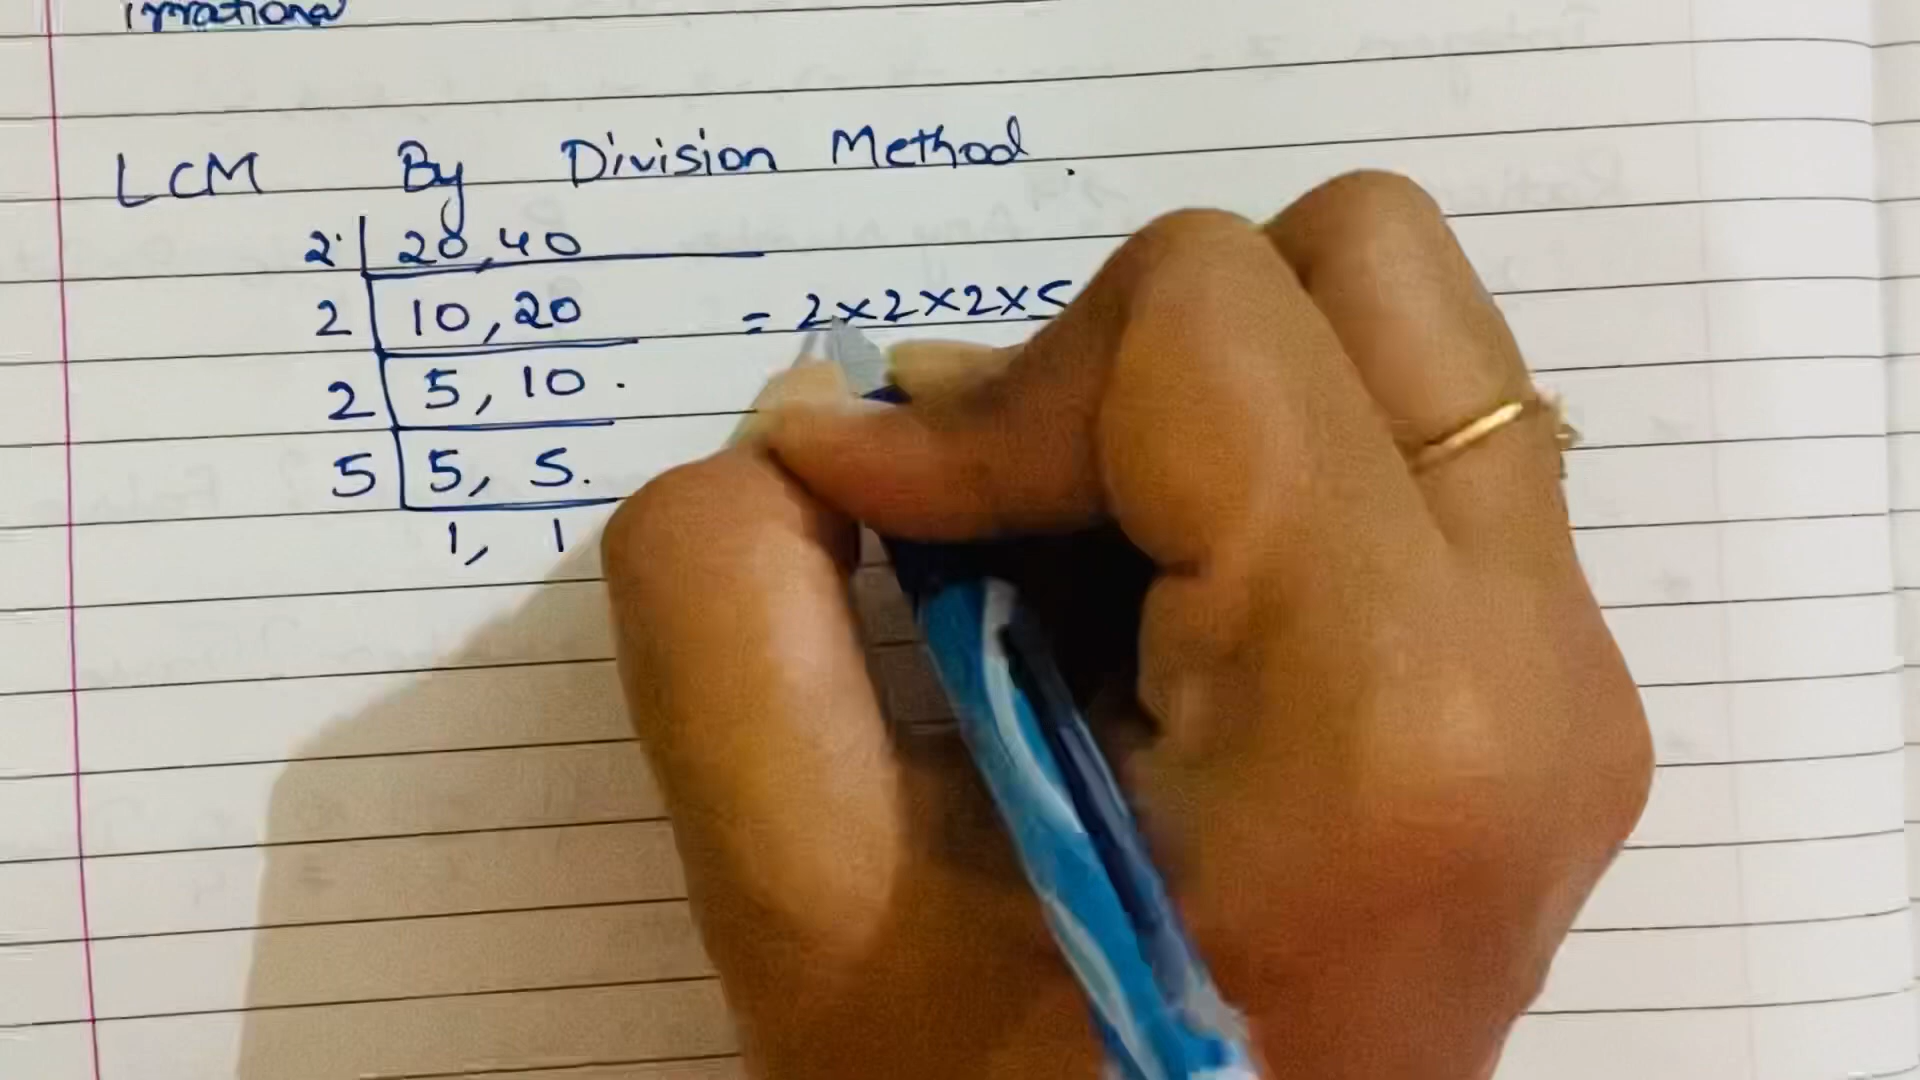 irrational
LCM By Division Method.
2 | 20, 40
2 | 10, 20 = 2×2×2×5
2 | 5, 10.
5 | 5, 5.
1, 1